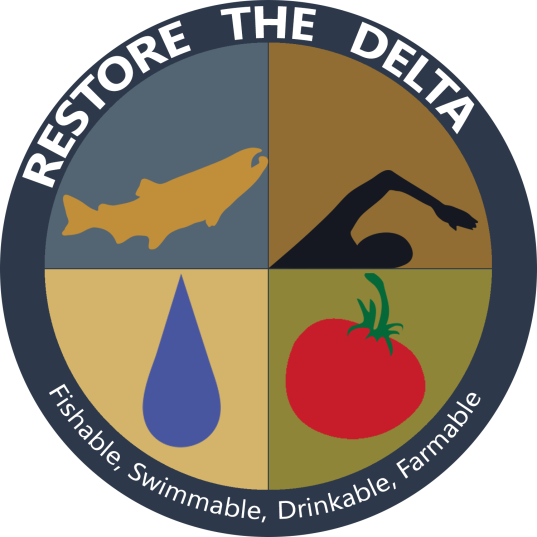 RESTORE THE DELTA
Fishable, Swimmable, Drinkable, Farmable